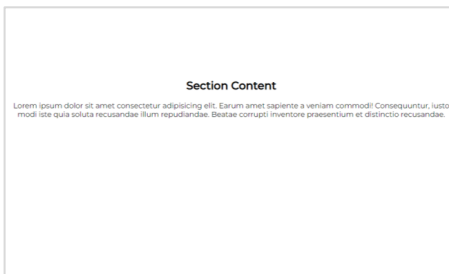 Section Content
Lorem ipsum dolor sit amet consectetur adipisicing elit. Earum amet sapiente a veniam commodi! Consequuntur, iusto
modi iste quia soluta recusandae illum repudiandae. Beatae corrupti inventore praesentium et distinctio recusandae.